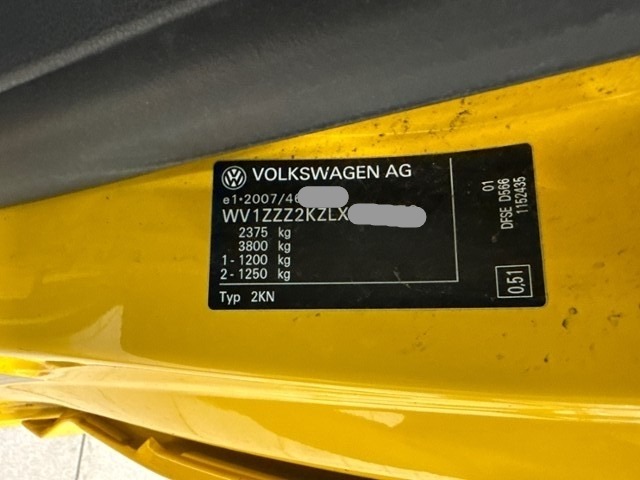 VOLKSWAGEN AG
e1*2007/46
WV1ZZZ2KZLX
2375 kg
3800 kg
1 - 1200 kg
2 - 1250 kg
Typ 2KN
01
DFSE D566
1152435
0,51